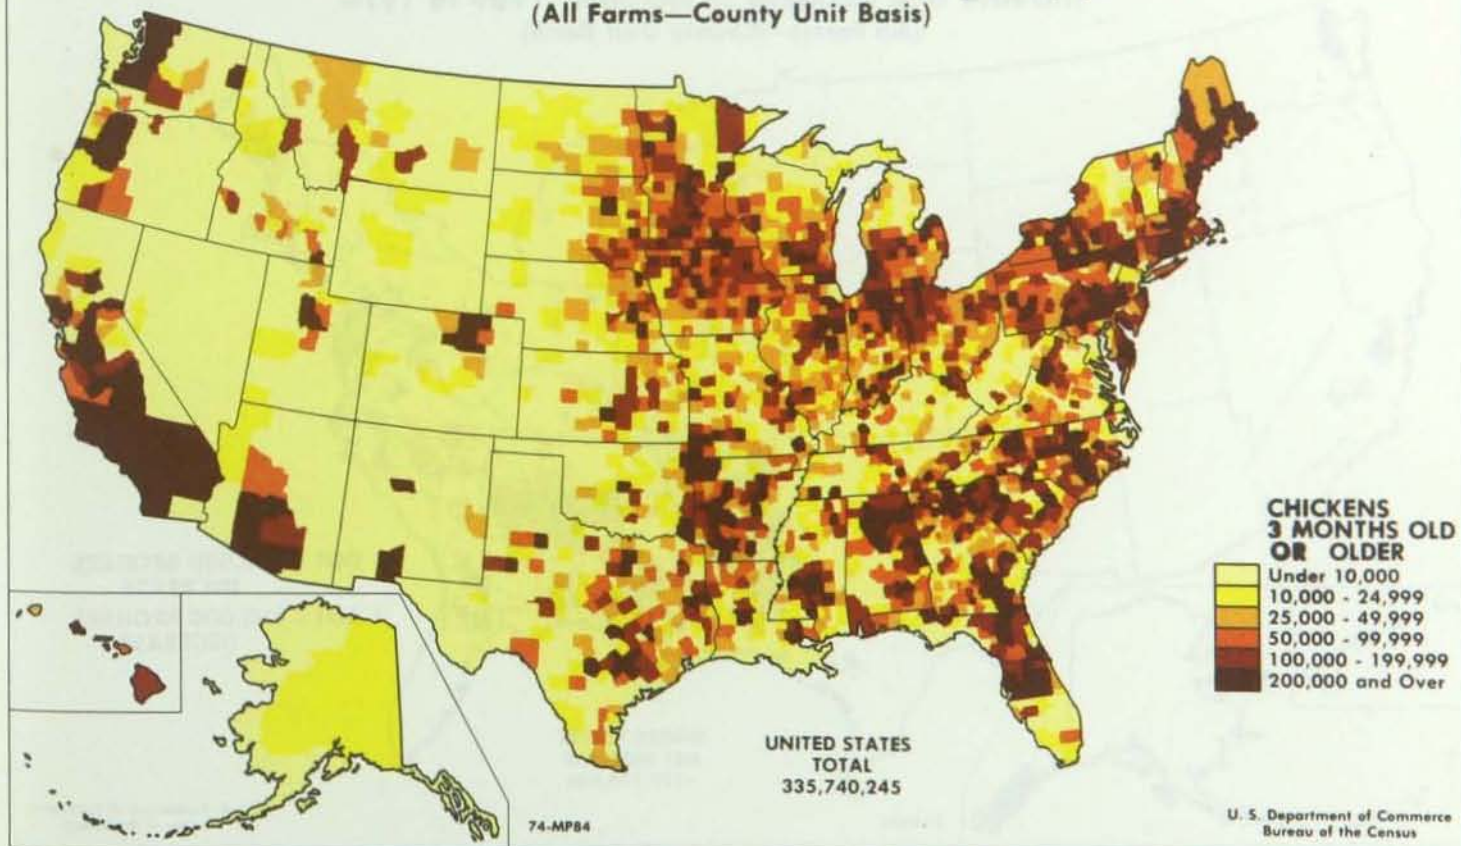 (All Farms—County Unit Basis)
CHICKENS
3 MONTHS OLD
OR OLDER
Under 10,000
10,000 - 24,999
25,000 - 49,999
50,000 - 99,999
100,000 - 199,999
200,000 and Over
UNITED STATES
TOTAL
335,740,245
74-MP84
U. S. Department of Commerce
Bureau of the Census